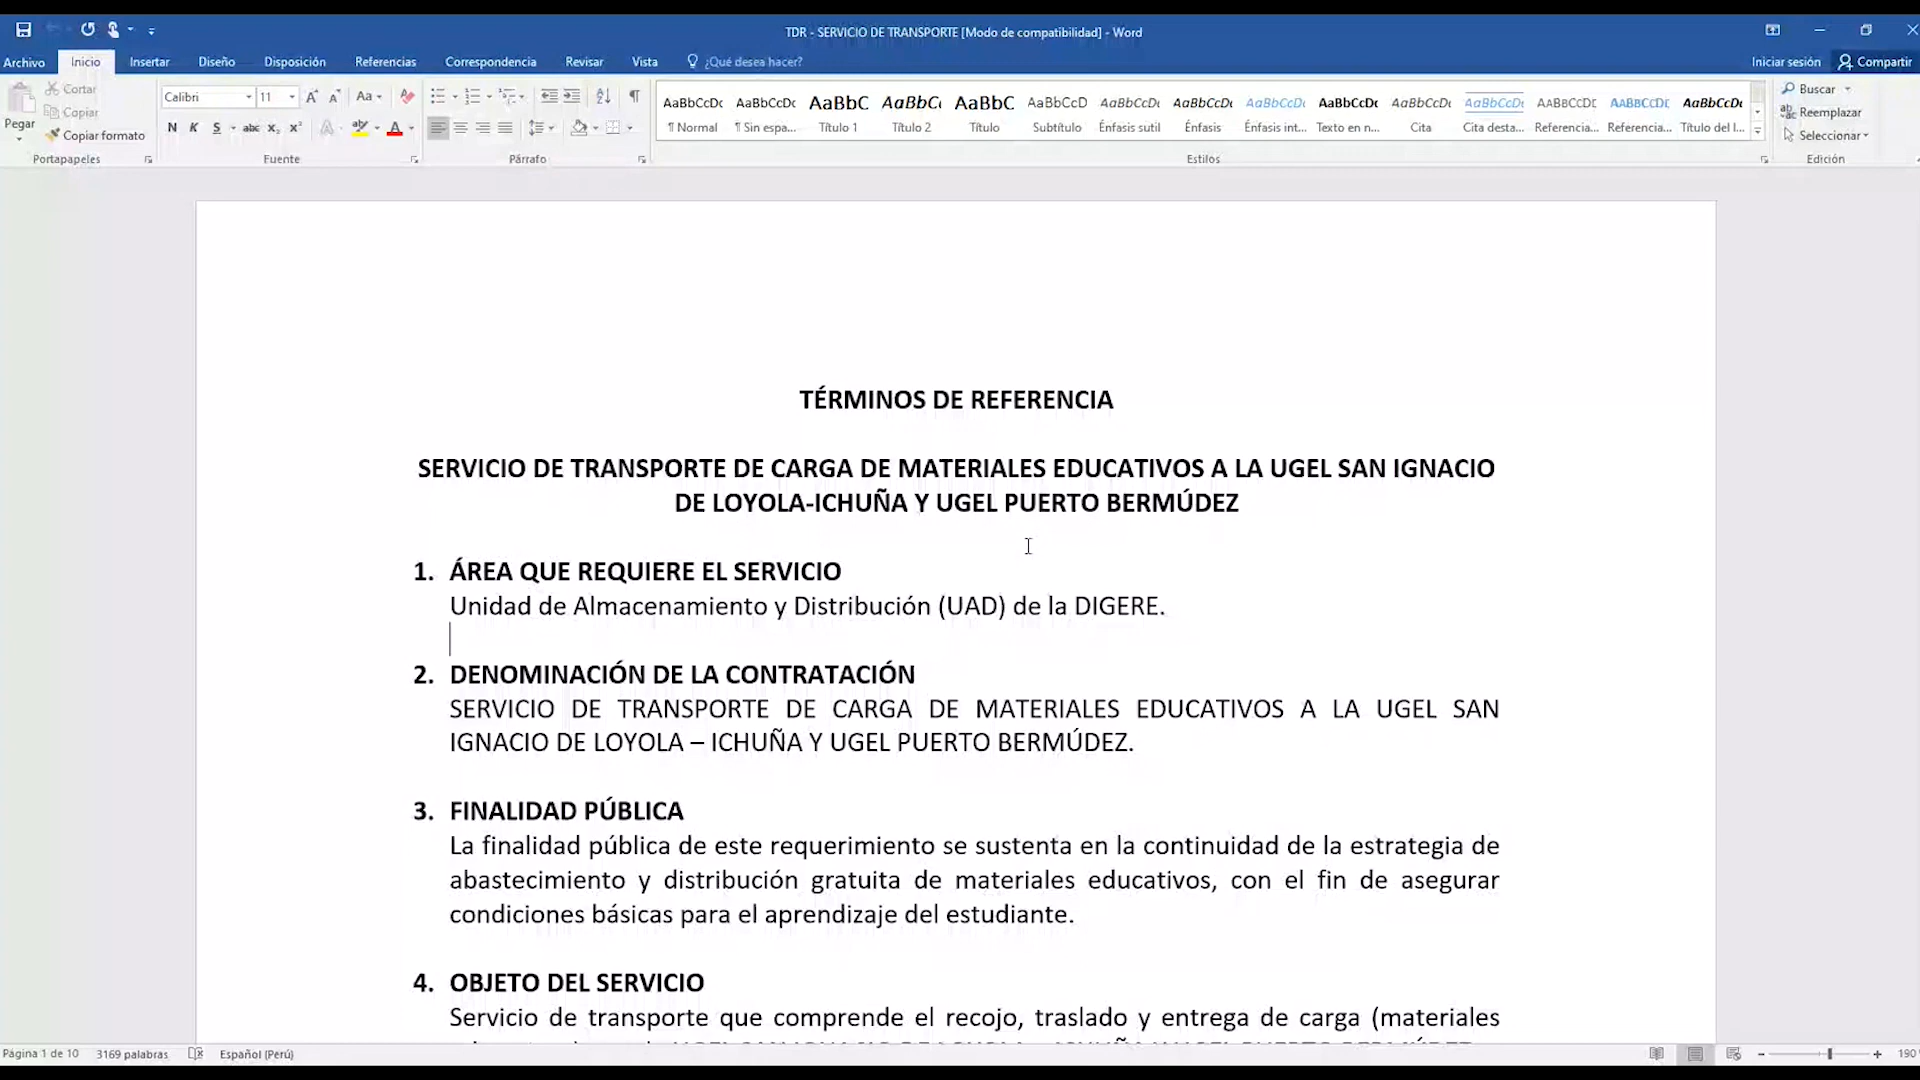 TDR - SERVICIO DE TRANSPORTE [Modo de compatibilidad] - Word
Archivo Inicio Insertar Diseño Disposición Referencias Correspondencia Revisar Vista ¿Qué desea hacer? Iniciar sesión Compartir
Pegar
Cortar
Copiar
Copiar formato
Portapapeles
Calibri 11
Aa
N K S abc x₂ x²
Fuente
Párrafo
AaBbCcDc AaBbCcDc AaBbC AaBbCc AaBbC AaBbCcD AaBbCcDc AaBbCcDc AaBbCcDc AaBbCcDc AaBbCcDc AaBbCcDc AABBCCDC AABBCCDC AaBbCcDc
¶ Normal ¶ Sin espa... Título 1 Título 2 Título Subtítulo Énfasis sutil Énfasis Énfasis int... Texto en n... Cita Cita desta... Referencia... Referencia... Título del l...
Estilos
Buscar
Reemplazar
Seleccionar
Edición
TÉRMINOS DE REFERENCIA
SERVICIO DE TRANSPORTE DE CARGA DE MATERIALES EDUCATIVOS A LA UGEL SAN IGNACIO
DE LOYOLA-ICHUÑA Y UGEL PUERTO BERMÚDEZ
1. ÁREA QUE REQUIERE EL SERVICIO
Unidad de Almacenamiento y Distribución (UAD) de la DIGERE.
2. DENOMINACIÓN DE LA CONTRATACIÓN
SERVICIO DE TRANSPORTE DE CARGA DE MATERIALES EDUCATIVOS A LA UGEL SAN
IGNACIO DE LOYOLA – ICHUÑA Y UGEL PUERTO BERMÚDEZ.
3. FINALIDAD PÚBLICA
La finalidad pública de este requerimiento se sustenta en la continuidad de la estrategia de
abastecimiento y distribución gratuita de materiales educativos, con el fin de asegurar
condiciones básicas para el aprendizaje del estudiante.
4. OBJETO DEL SERVICIO
Servicio de transporte que comprende el recojo, traslado y entrega de carga (materiales
Página 1 de 10 3169 palabras Español (Perú) 190